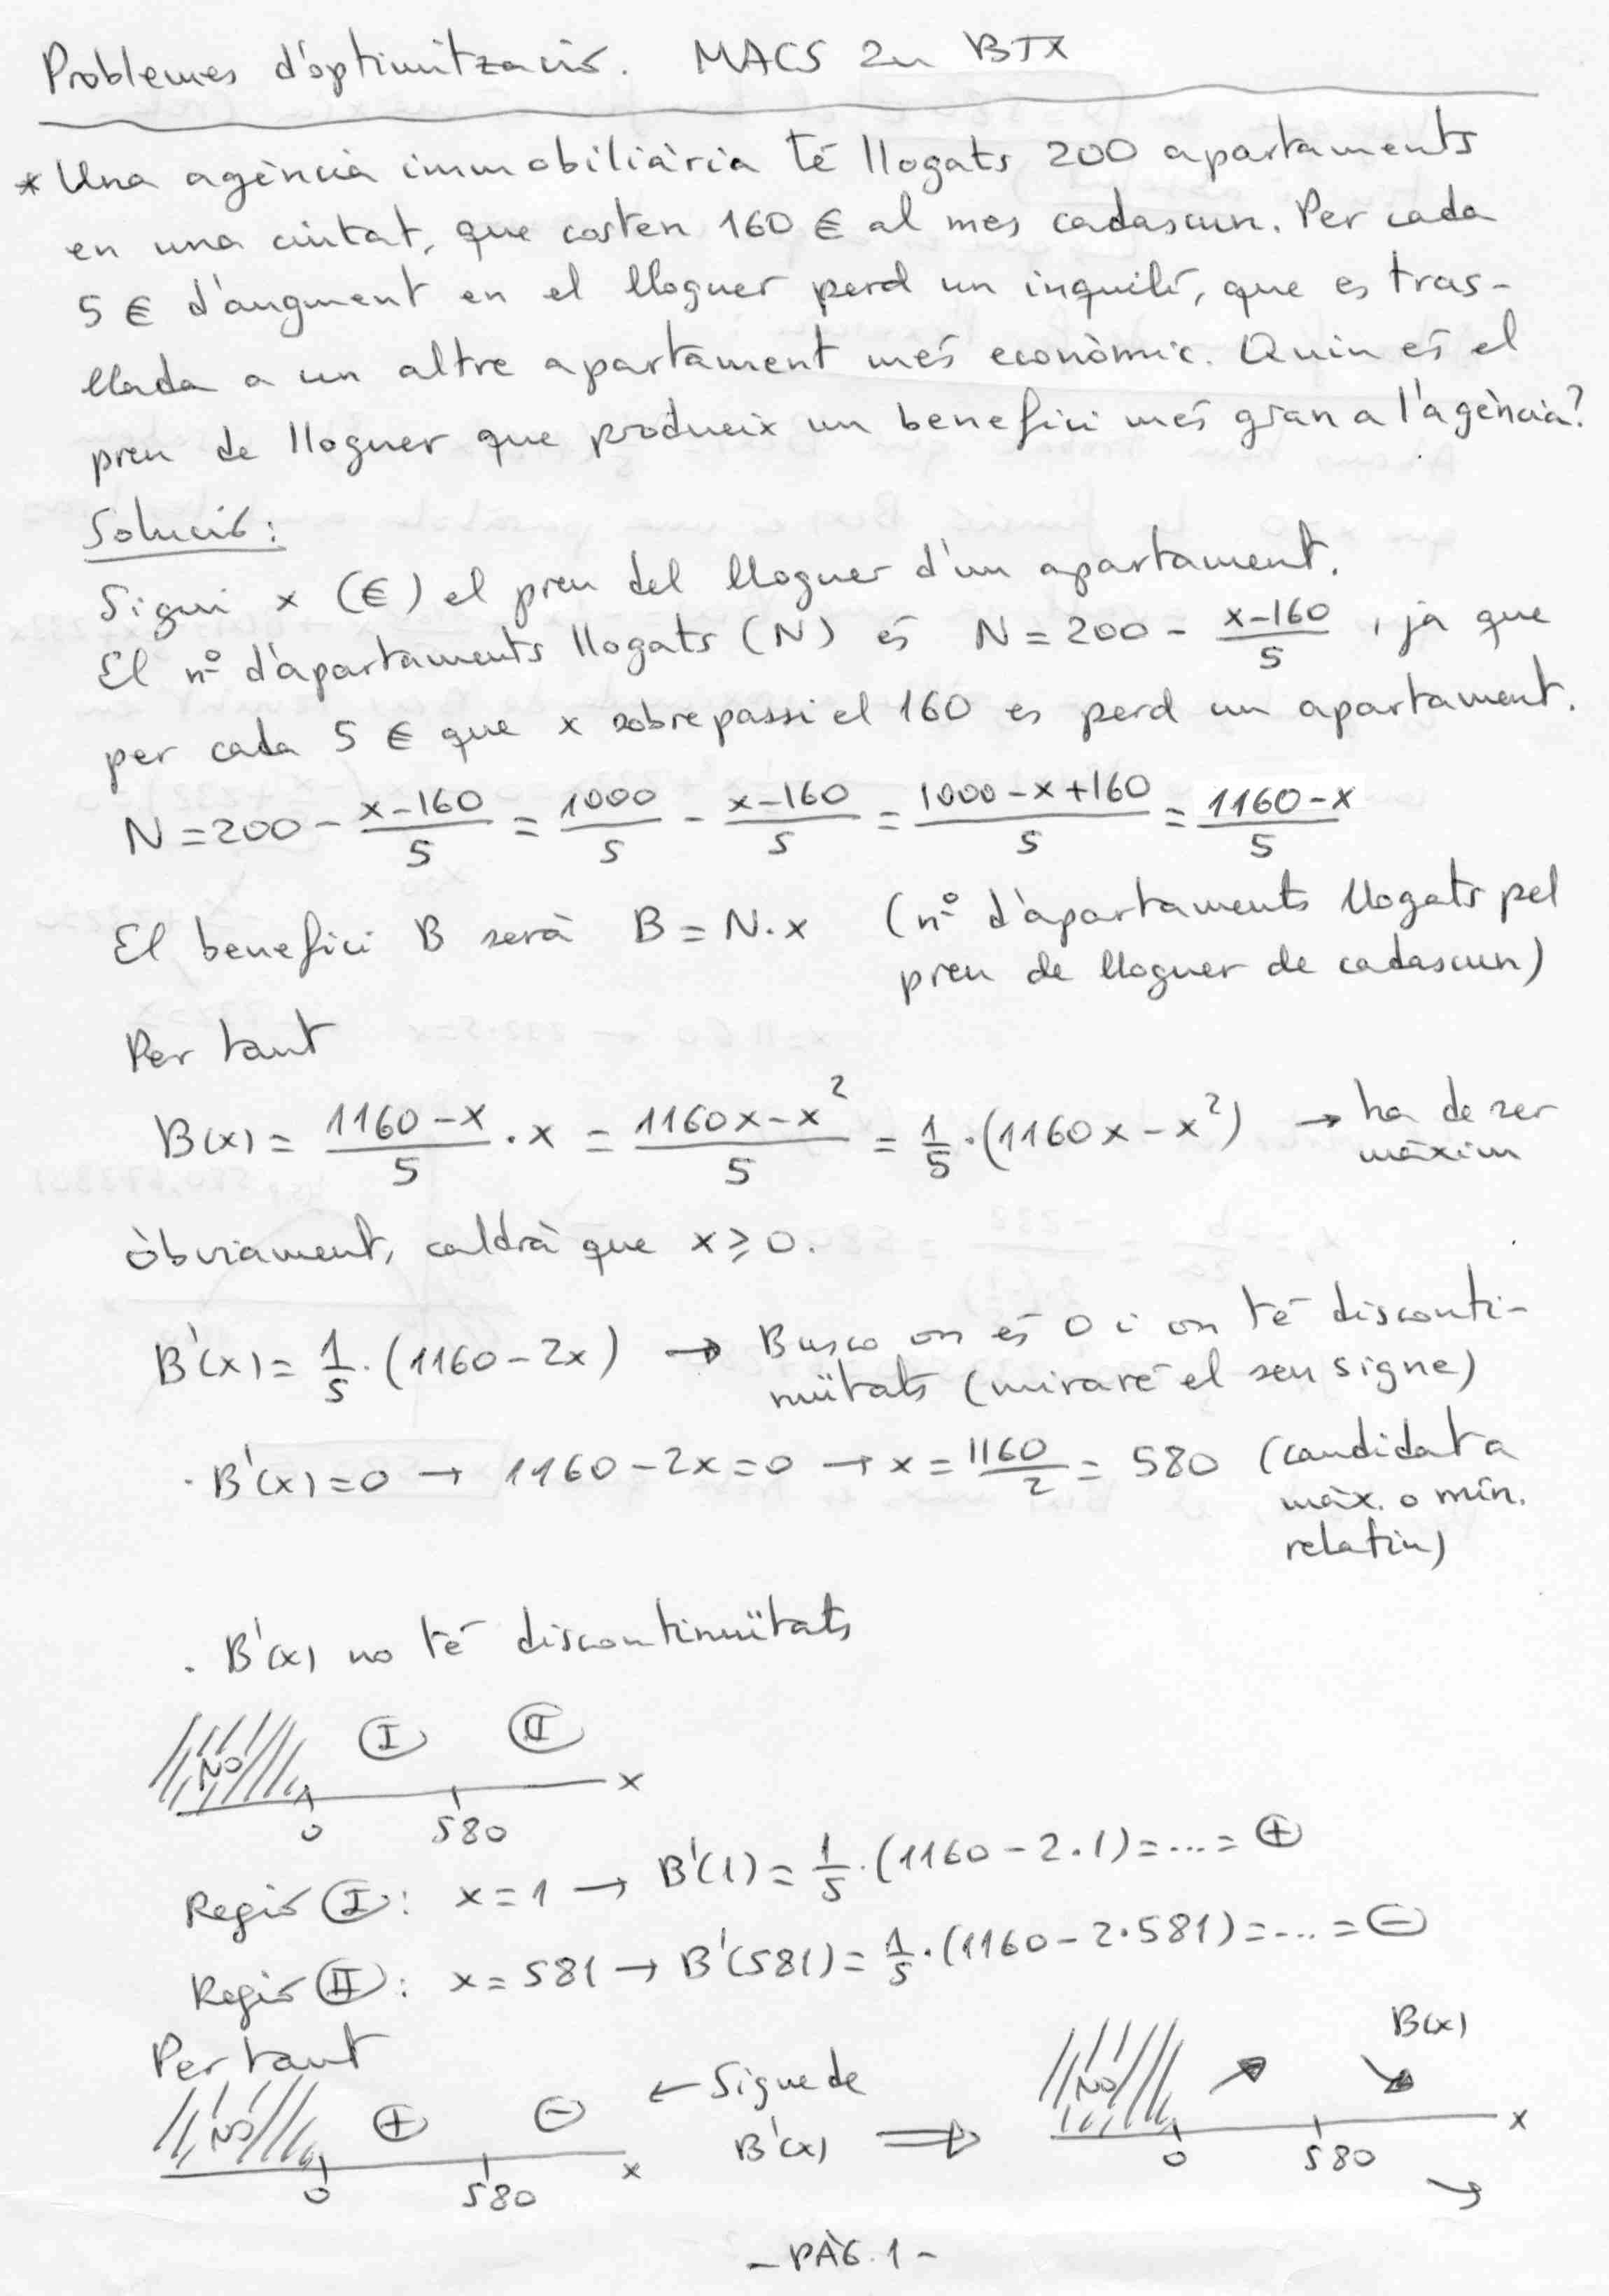 Problemes d'optimització. MACS 2n BTX
* Una agència immobiliària té llogats 200 apartaments
en una ciutat, que costen 160 € al mes cadascun. Per cada
5 € d'augment en el lloguer perd un inquilí, que es tras-
llada a un altre apartament més econòmic. Quin és el
preu de lloguer que produeix un benefici més gran a l'agència?
Solució:
Sigui x (€) el preu del lloguer d'un apartament.
El nº d'apartaments llogats (N) és N = 200 - (x-160)/5, ja que
per cada 5 € que x sobrepassi el 160 es perd un apartament.
N = 200 - (x-160)/5 = 1000/5 - (x-160)/5 = (1000-x+160)/5 = (1160-x)/5
El benefici B serà B = N·x (nº d'apartaments llogats pel
preu de lloguer de cadascun)
Per tant
B(x) = (1160-x)/5 · x = (1160x-x²)/5 = 1/5·(1160x-x²) → ha de ser
màxim
Òbviament, caldrà que x ≥ 0.
B'(x) = 1/5·(1160-2x) → Busco on és 0 i on té disconti-
nuïtats (miraré el seu signe)
· B'(x) = 0 → 1160-2x=0 → x = 1160/2 = 580 (candidat a
màx. o mín.
relatiu)
· B'(x) no té discontinuïtats
NO I II
x
0 580
Regió I: x = 1 → B'(1) = 1/5·(1160-2·1) = ... = +
Regió II: x = 581 → B'(581) = 1/5·(1160-2·581) = ... = -
Per tant
NO + - ← Signe de
B'(x) ⇒
x
0 580
B(x)
NO ↗ ↘
x
0 580
→
- PÀG. 1 -